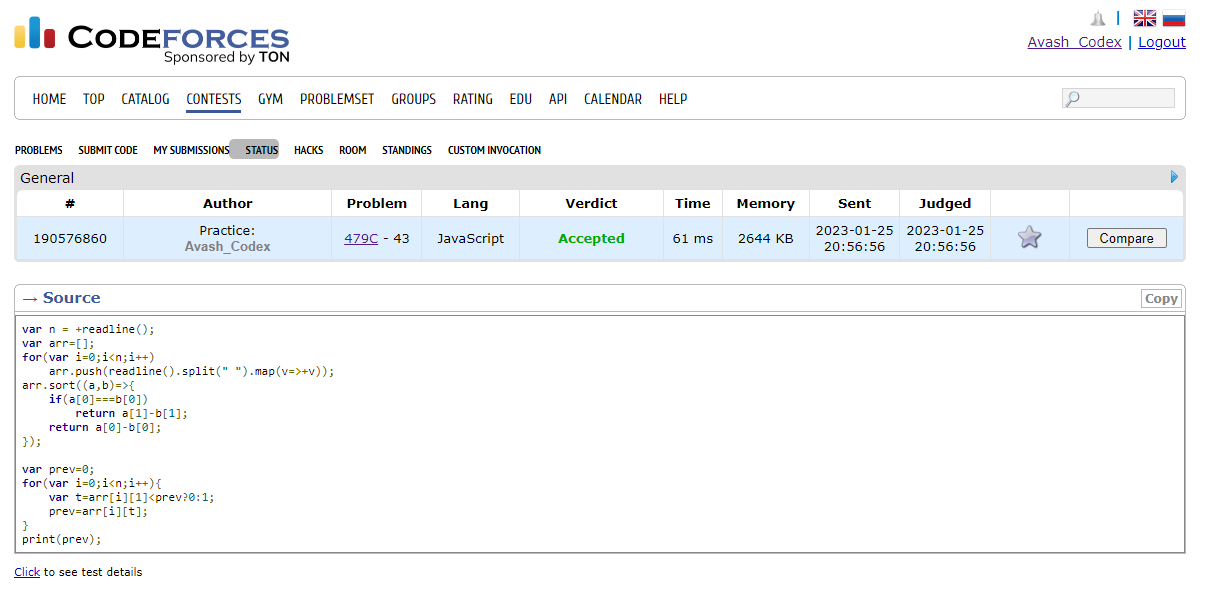 CODEFORCES
Sponsored by TON
Avash_Codex | Logout
HOME TOP CATALOG CONTESTS GYM PROBLEMSET GROUPS RATING EDU API CALENDAR HELP
PROBLEMS SUBMIT CODE MY SUBMISSIONS STATUS HACKS ROOM STANDINGS CUSTOM INVOCATION
General
# Author Problem Lang Verdict Time Memory Sent Judged
190576860 Practice: Avash_Codex 479C - 43 JavaScript Accepted 61 ms 2644 KB 2023-01-25 20:56:56 2023-01-25 20:56:56 Compare
→ Source Copy
var n = +readline();
var arr=[];
for(var i=0;i<n;i++)
    arr.push(readline().split(" ").map(v=>+v));
arr.sort((a,b)=>{
    if(a[0]===b[0])
        return a[1]-b[1];
    return a[0]-b[0];
});
var prev=0;
for(var i=0;i<n;i++){
    var t=arr[i][1]<prev?0:1;
    prev=arr[i][t];
}
print(prev);
Click to see test details